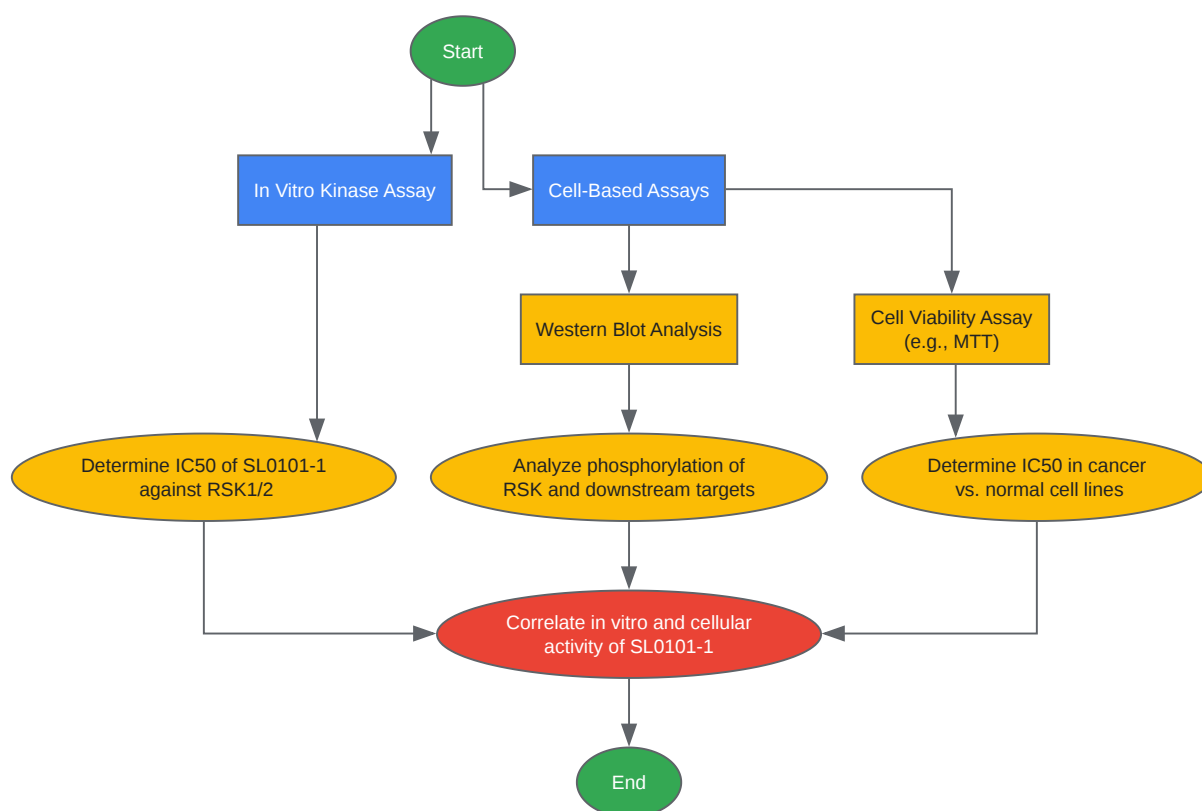 Start
In Vitro Kinase Assay
Cell-Based Assays
Western Blot Analysis
Cell Viability Assay
(e.g., MTT)
Determine IC50 of SL0101-1
against RSK1/2
Analyze phosphorylation of
RSK and downstream targets
Determine IC50 in cancer
vs. normal cell lines
Correlate in vitro and cellular
activity of SL0101-1
End